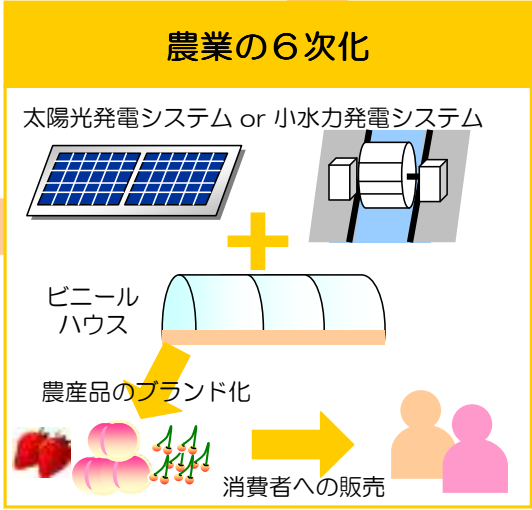 農業の６次化
太陽光発電システム or 小水力発電システム
ビニール
ハウス
農産品のブランド化
消費者への販売